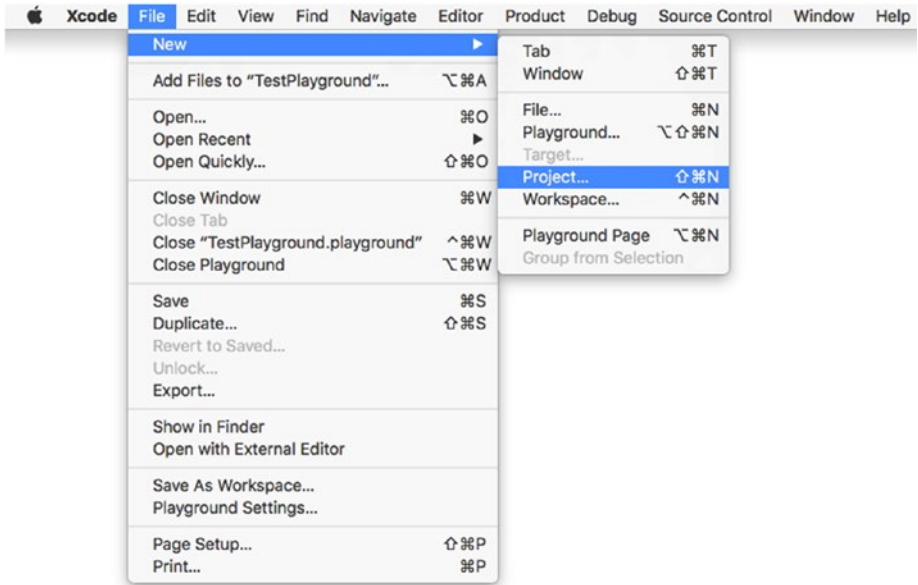 Xcode File Edit View Find Navigate Editor Product Debug Source Control Window Help
New ▶
Add Files to “TestPlayground”... ⌥⌘A
Open... ⌘O
Open Recent ▶
Open Quickly... ⇧⌘O
Close Window ⌘W
Close Tab
Close “TestPlayground.playground” ^⌘W
Close Playground ⌥⌘W
Save ⌘S
Duplicate... ⇧⌘S
Revert to Saved...
Unlock...
Export...
Show in Finder
Open with External Editor
Save As Workspace...
Playground Settings...
Page Setup... ⇧⌘P
Print... ⌘P
Tab ⌘T
Window ⇧⌘T
File... ⌘N
Playground... ⌥⇧⌘N
Target...
Project... ⇧⌘N
Workspace... ^⌘N
Playground Page ⌥⌘N
Group from Selection